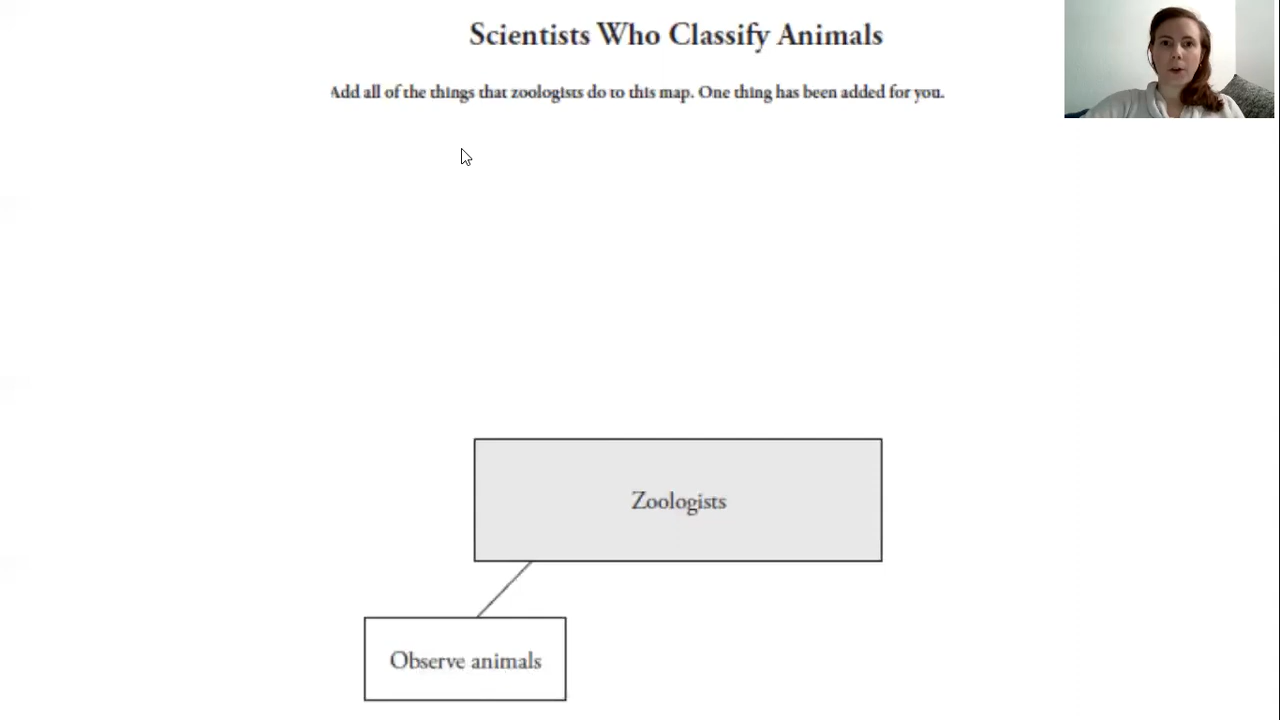 Scientists Who Classify Animals
Add all of the things that zoologists do to this map. One thing has been added for you.
Zoologists
Observe animals